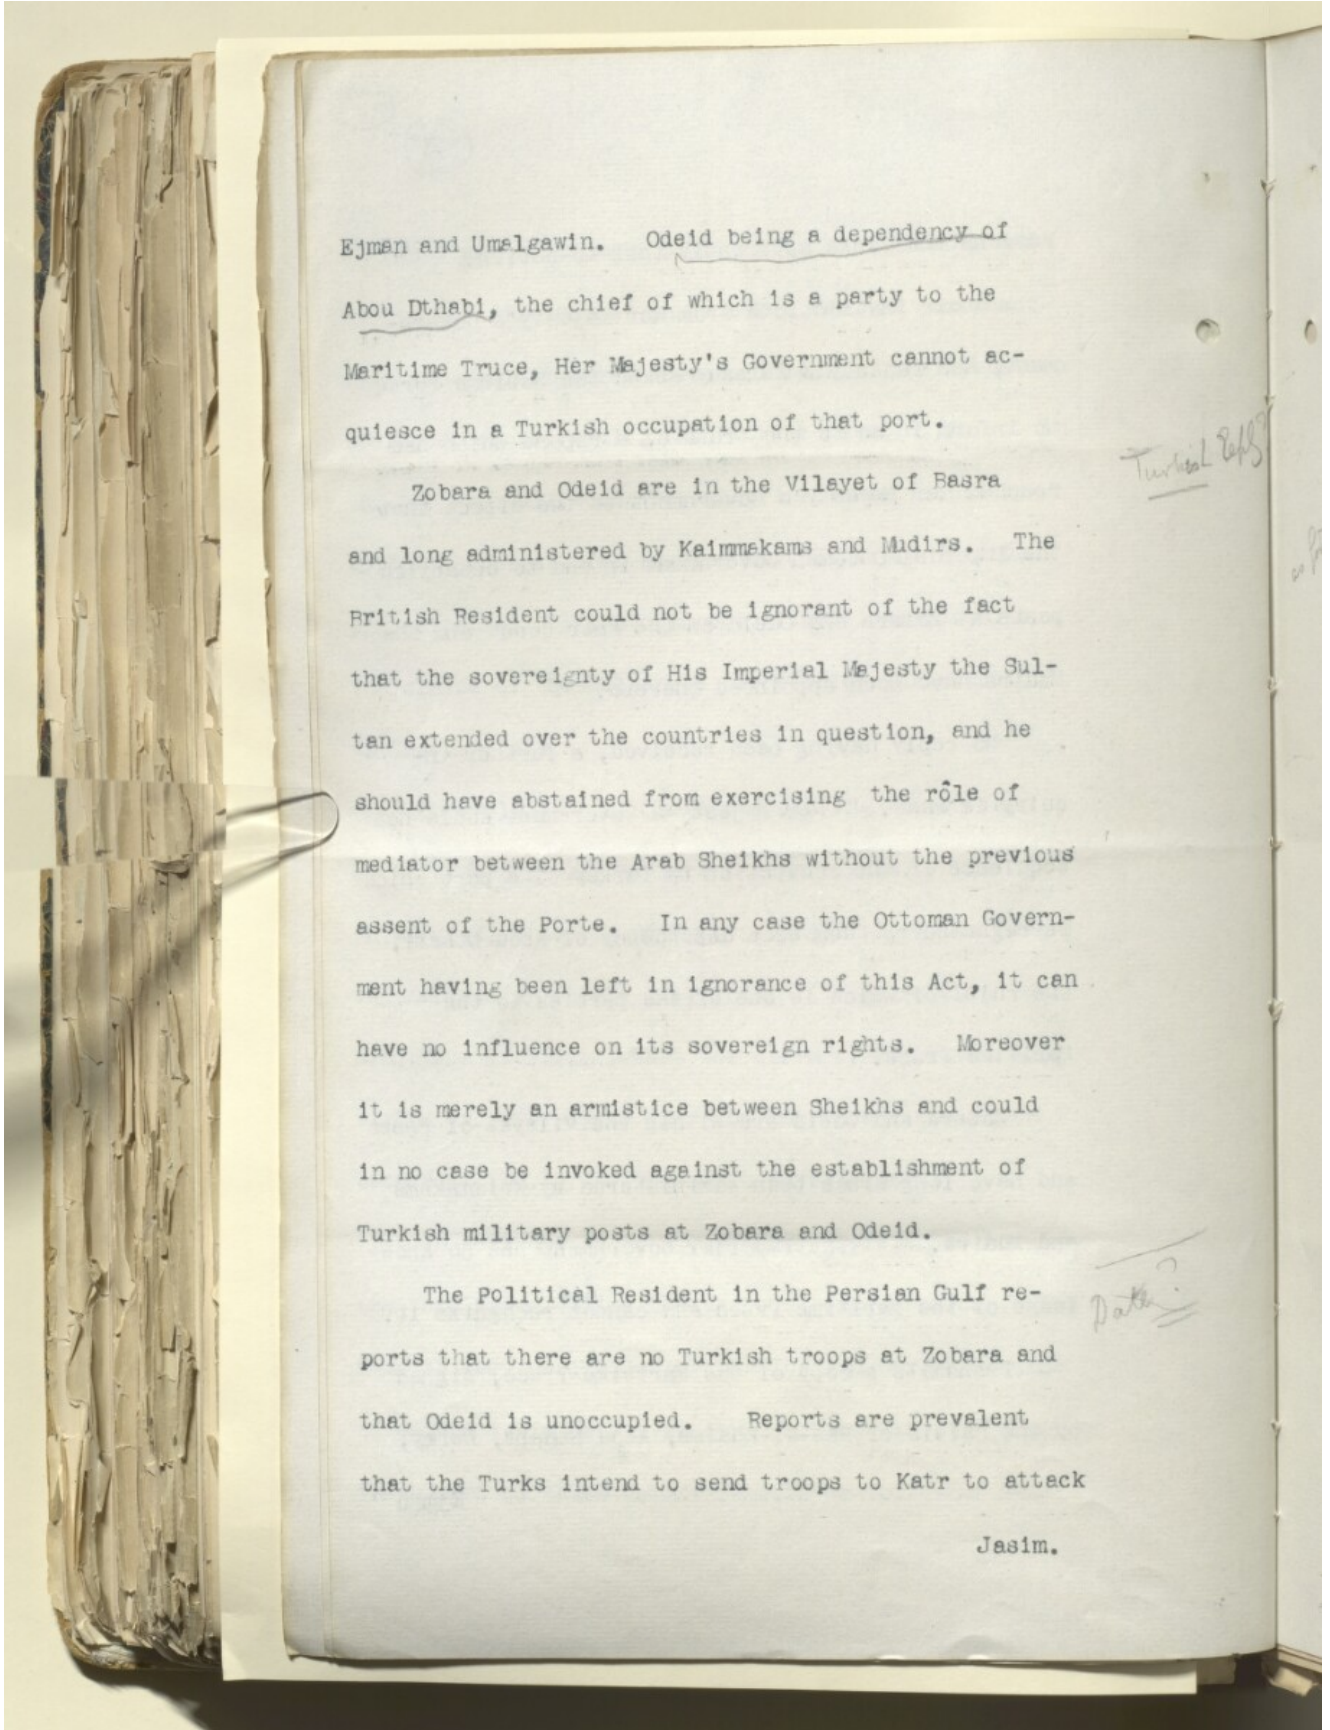 Ejman and Umalgawin. Odeid being a dependency of
Abou Dthabi, the chief of which is a party to the
Maritime Truce, Her Majesty's Government cannot ac-
quiesce in a Turkish occupation of that port.
Turkish Reply?
Zobara and Odeid are in the Vilayet of Basra
and long administered by Kaimmakams and Mudirs. The
British Resident could not be ignorant of the fact
that the sovereignty of His Imperial Majesty the Sul-
tan extended over the countries in question, and he
should have abstained from exercising the rôle of
mediator between the Arab Sheikhs without the previous
assent of the Porte. In any case the Ottoman Govern-
ment having been left in ignorance of this Act, it can
have no influence on its sovereign rights. Moreover
it is merely an armistice between Sheikhs and could
in no case be invoked against the establishment of
Turkish military posts at Zobara and Odeid.
The Political Resident in the Persian Gulf re-
Date?
ports that there are no Turkish troops at Zobara and
that Odeid is unoccupied. Reports are prevalent
that the Turks intend to send troops to Katr to attack
Jasim.